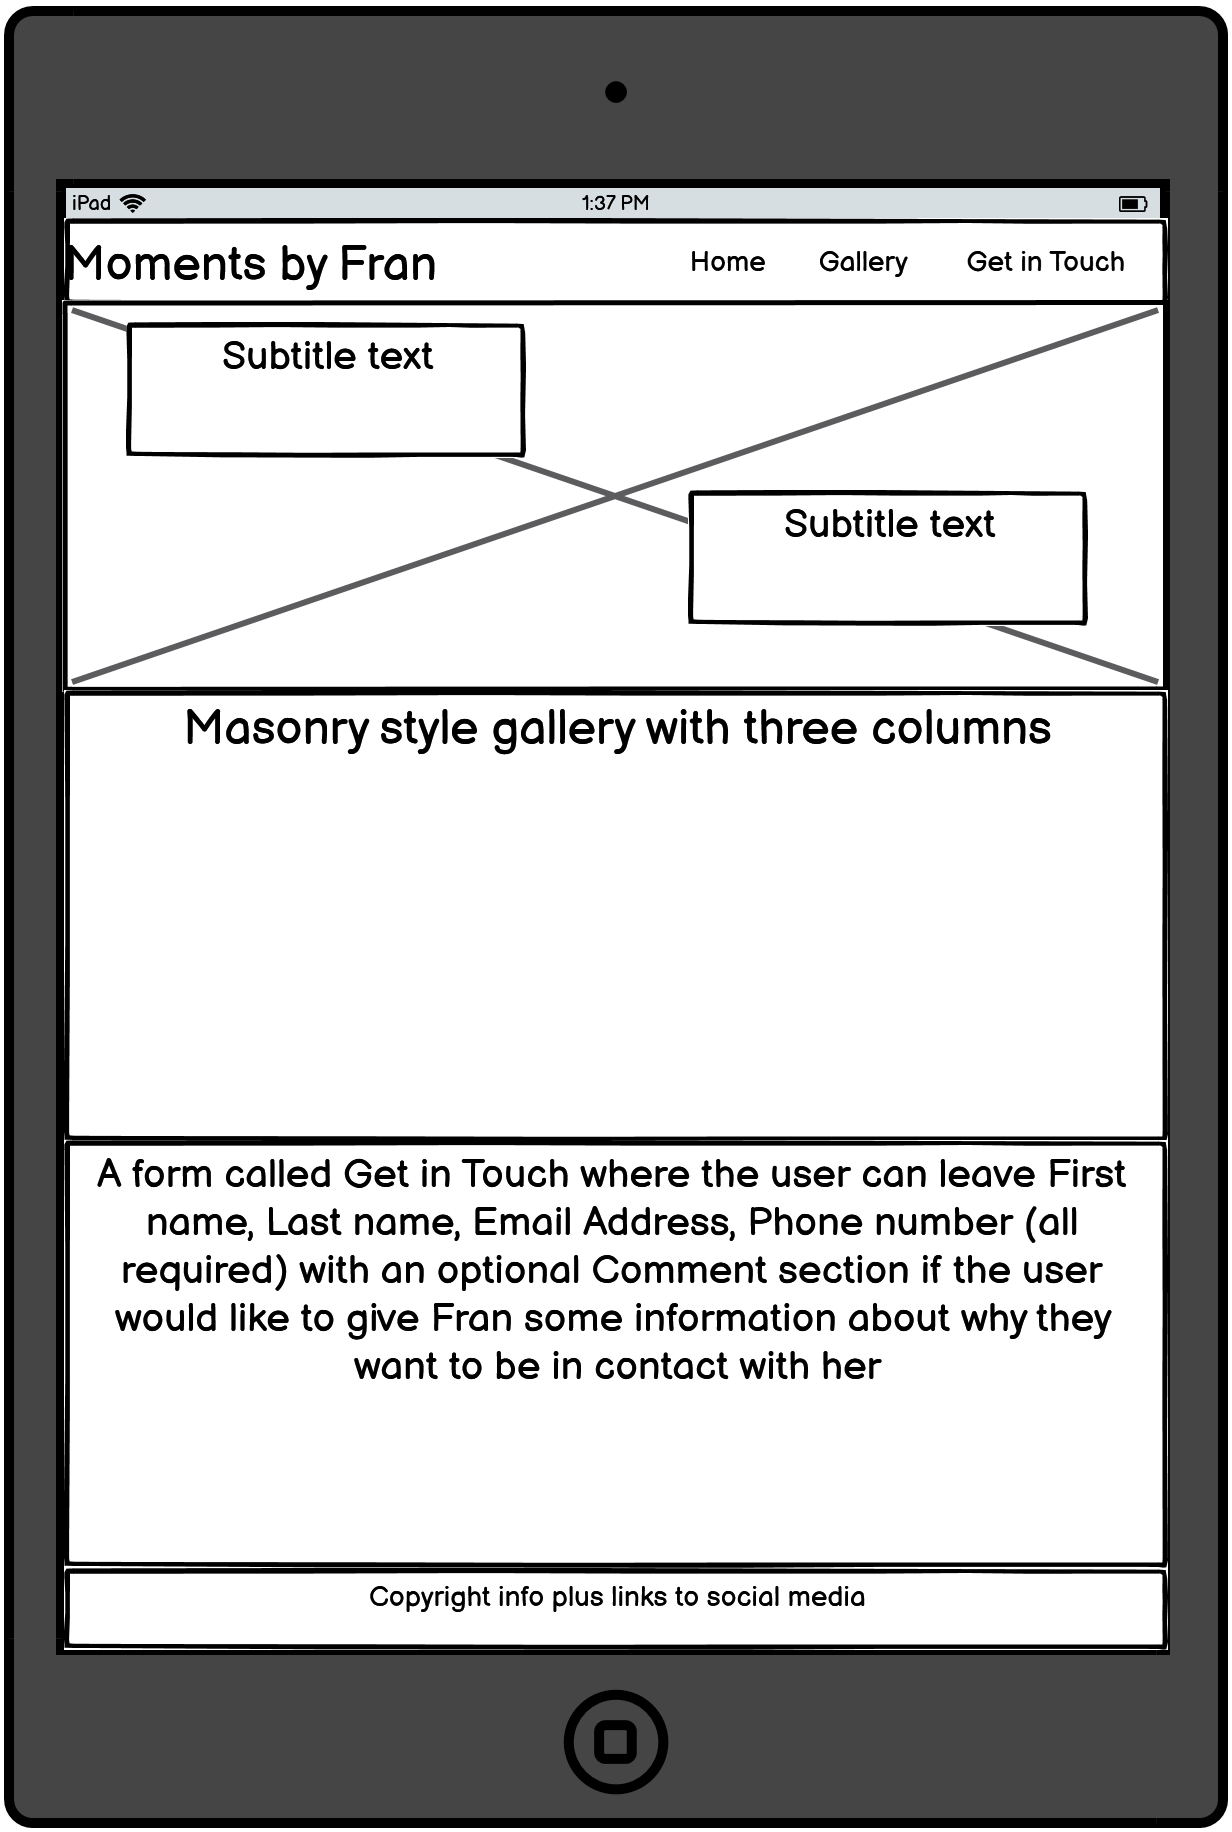 iPad
1:37 PM
Moments by Fran
Home
Gallery
Get in Touch
Subtitle text
Subtitle text
Masonry style gallery with three columns
A form called Get in Touch where the user can leave First
name, Last name, Email Address, Phone number (all
required) with an optional Comment section if the user
would like to give Fran some information about why they
want to be in contact with her
Copyright info plus links to social media